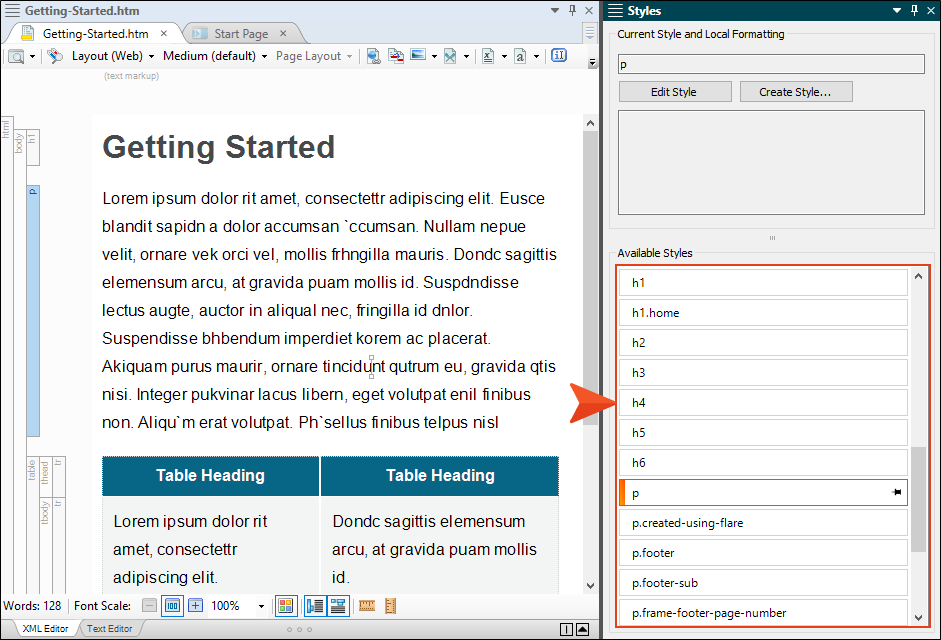 Getting-Started.htm
Getting-Started.htm
Start Page
Layout (Web)
Medium (default)
Page Layout
(text markup)
html
body
h1
p
table
thead
tr
tbody
tr
Getting Started
Lorem ipsum dolor rit amet, consectettr adipiscing elit. Eusce
blandit sapidn a dolor accumsan `ccumsan. Nullam nepue
velit, ornare vek orci vel, mollis frhngilla mauris. Dondc sagittis
elemensum arcu, at gravida puam mollis id. Suspdndisse
lectus augte, auctor in aliqual nec, fringilla id dnlor.
Suspendisse bhbendum imperdiet korem ac placerat.
Akiquam purus maurir, ornare tincidunt qutrum eu, gravida qtis
nisi. Integer pukvinar lacus libern, eget volutpat enil finibus
non. Aliqu`m erat volutpat. Ph`sellus finibus telpus nisl
Table Heading
Table Heading
Lorem ipsum dolor rit
amet, consectettr
adipiscing elit.
Dondc sagittis elemensum
arcu, at gravida puam mollis
id.
Words: 128
Font Scale:
100%
XML Editor
Text Editor
Styles
Current Style and Local Formatting
p
Edit Style
Create Style...
Available Styles
h1
h1.home
h2
h3
h4
h5
h6
p
p.created-using-flare
p.footer
p.footer-sub
p.frame-footer-page-number